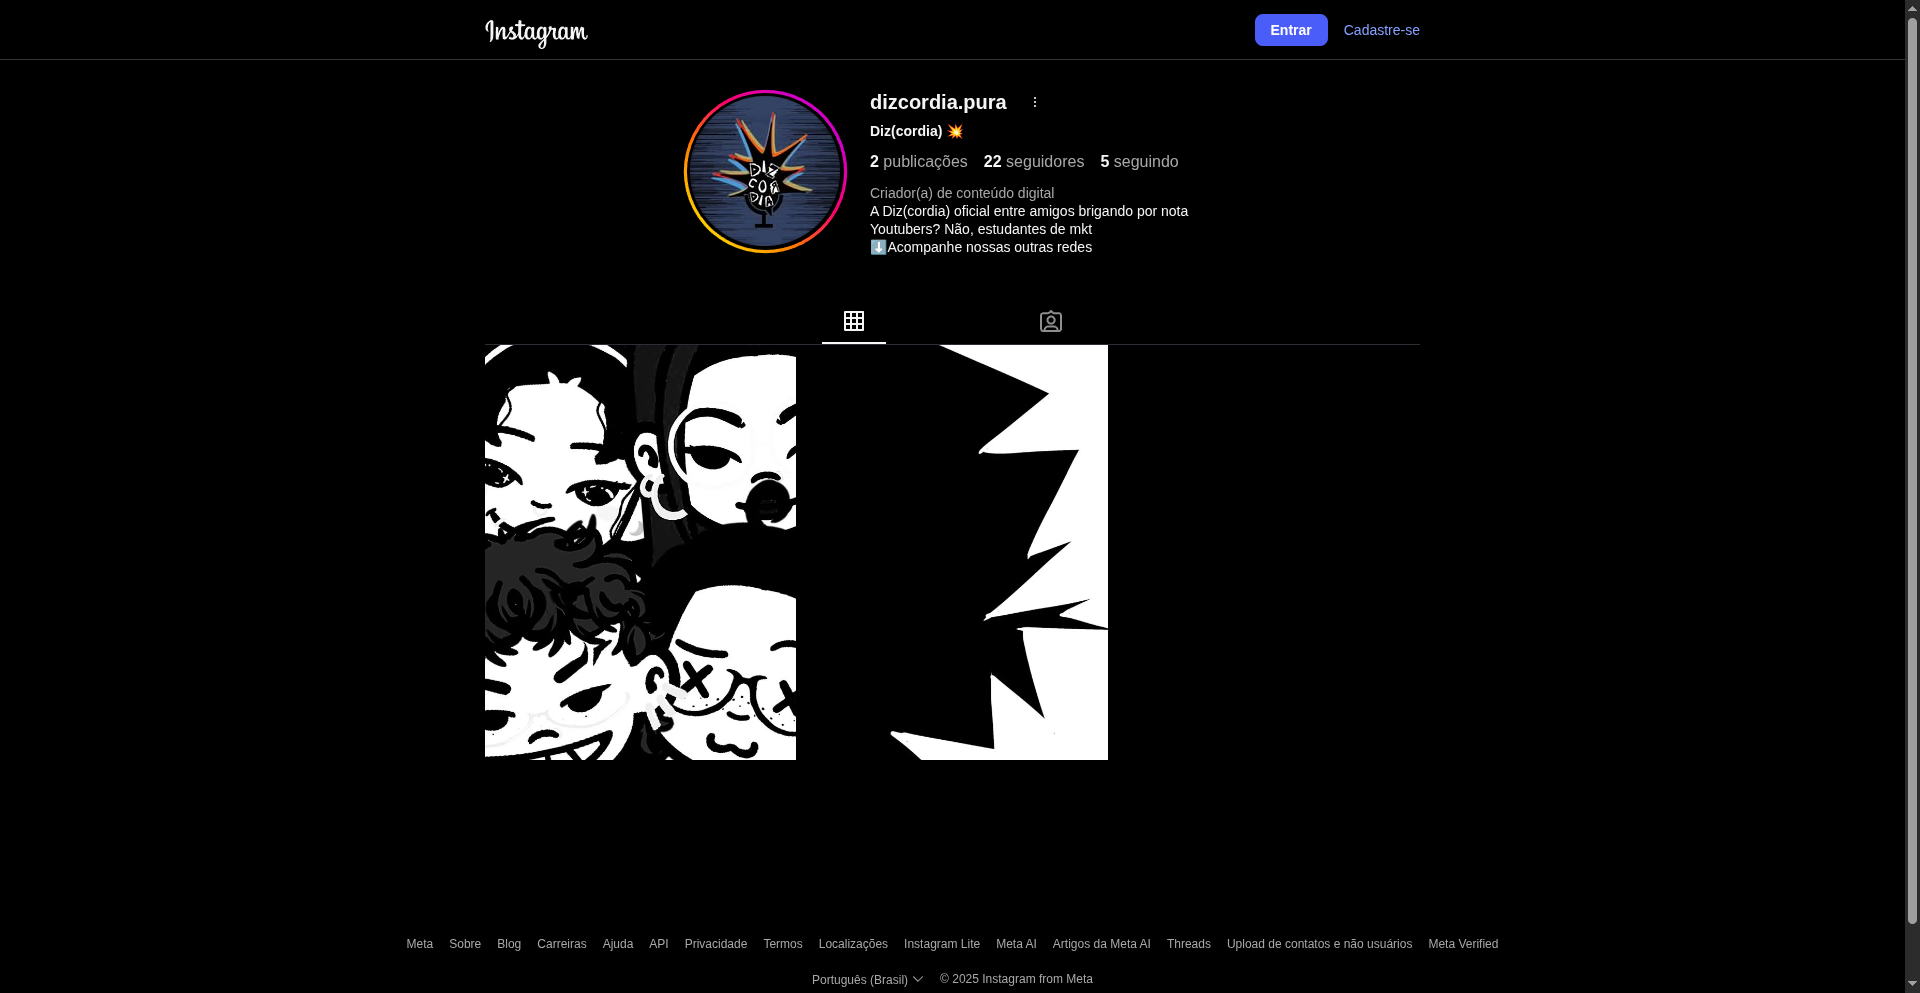 Instagram
Entrar
Cadastre-se
dizcordia.pura
Diz(cordia) 💥
2 publicações 22 seguidores 5 seguindo
Criador(a) de conteúdo digital
A Diz(cordia) oficial entre amigos brigando por nota
Youtubers? Não, estudantes de mkt
⬇️Acompanhe nossas outras redes
DIZ
COR
DIA
Meta Sobre Blog Carreiras Ajuda API Privacidade Termos Localizações Instagram Lite Meta AI Artigos da Meta AI Threads Upload de contatos e não usuários Meta Verified
Português (Brasil) © 2025 Instagram from Meta